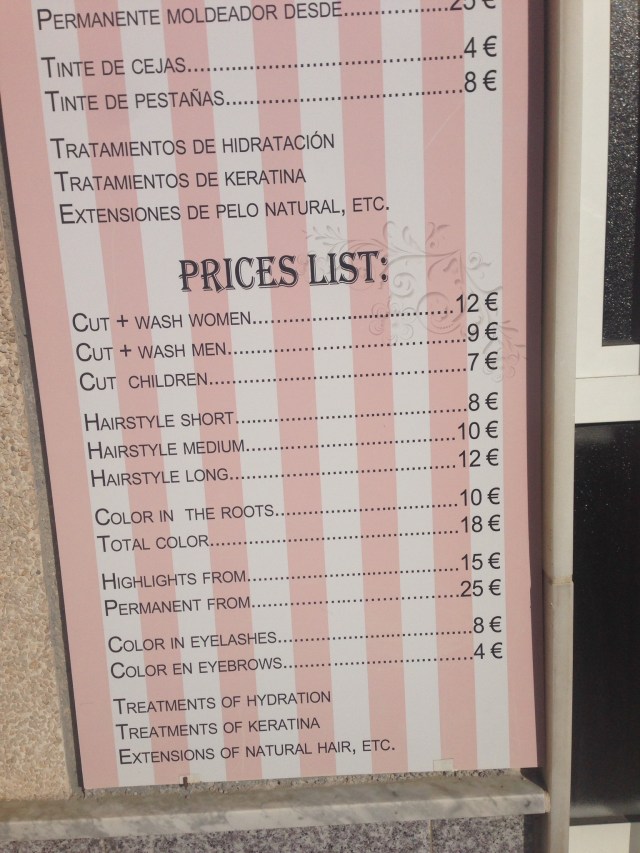 PERMANENTE MOLDEADOR DESDE..................25 €
TINTE DE CEJAS....................................4 €
TINTE DE PESTAÑAS..............................8 €
TRATAMIENTOS DE HIDRATACIÓN
TRATAMIENTOS DE KERATINA
EXTENSIONES DE PELO NATURAL, ETC.
PRICES LIST:
CUT + WASH WOMEN..............................12 €
CUT + WASH MEN...................................9 €
CUT CHILDREN......................................7 €
HAIRSTYLE SHORT..................................8 €
HAIRSTYLE MEDIUM...............................10 €
HAIRSTYLE LONG..................................12 €
COLOR IN THE ROOTS...........................10 €
TOTAL COLOR.....................................18 €
HIGHLIGHTS FROM................................15 €
PERMANENT FROM...............................25 €
COLOR IN EYELASHES............................8 €
COLOR EN EYEBROWS............................4 €
TREATMENTS OF HYDRATION
TREATMENTS OF KERATINA
EXTENSIONS OF NATURAL HAIR, ETC.